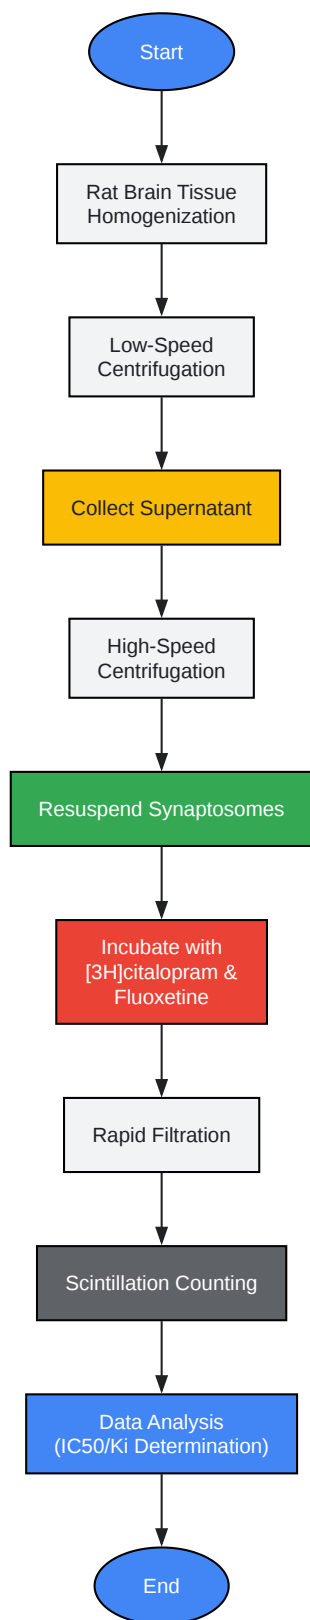 Start
Rat Brain Tissue
Homogenization
Low-Speed
Centrifugation
Collect Supernatant
High-Speed
Centrifugation
Resuspend Synaptosomes
Incubate with
[3H]citalopram &
Fluoxetine
Rapid Filtration
Scintillation Counting
Data Analysis
(IC50/Ki Determination)
End